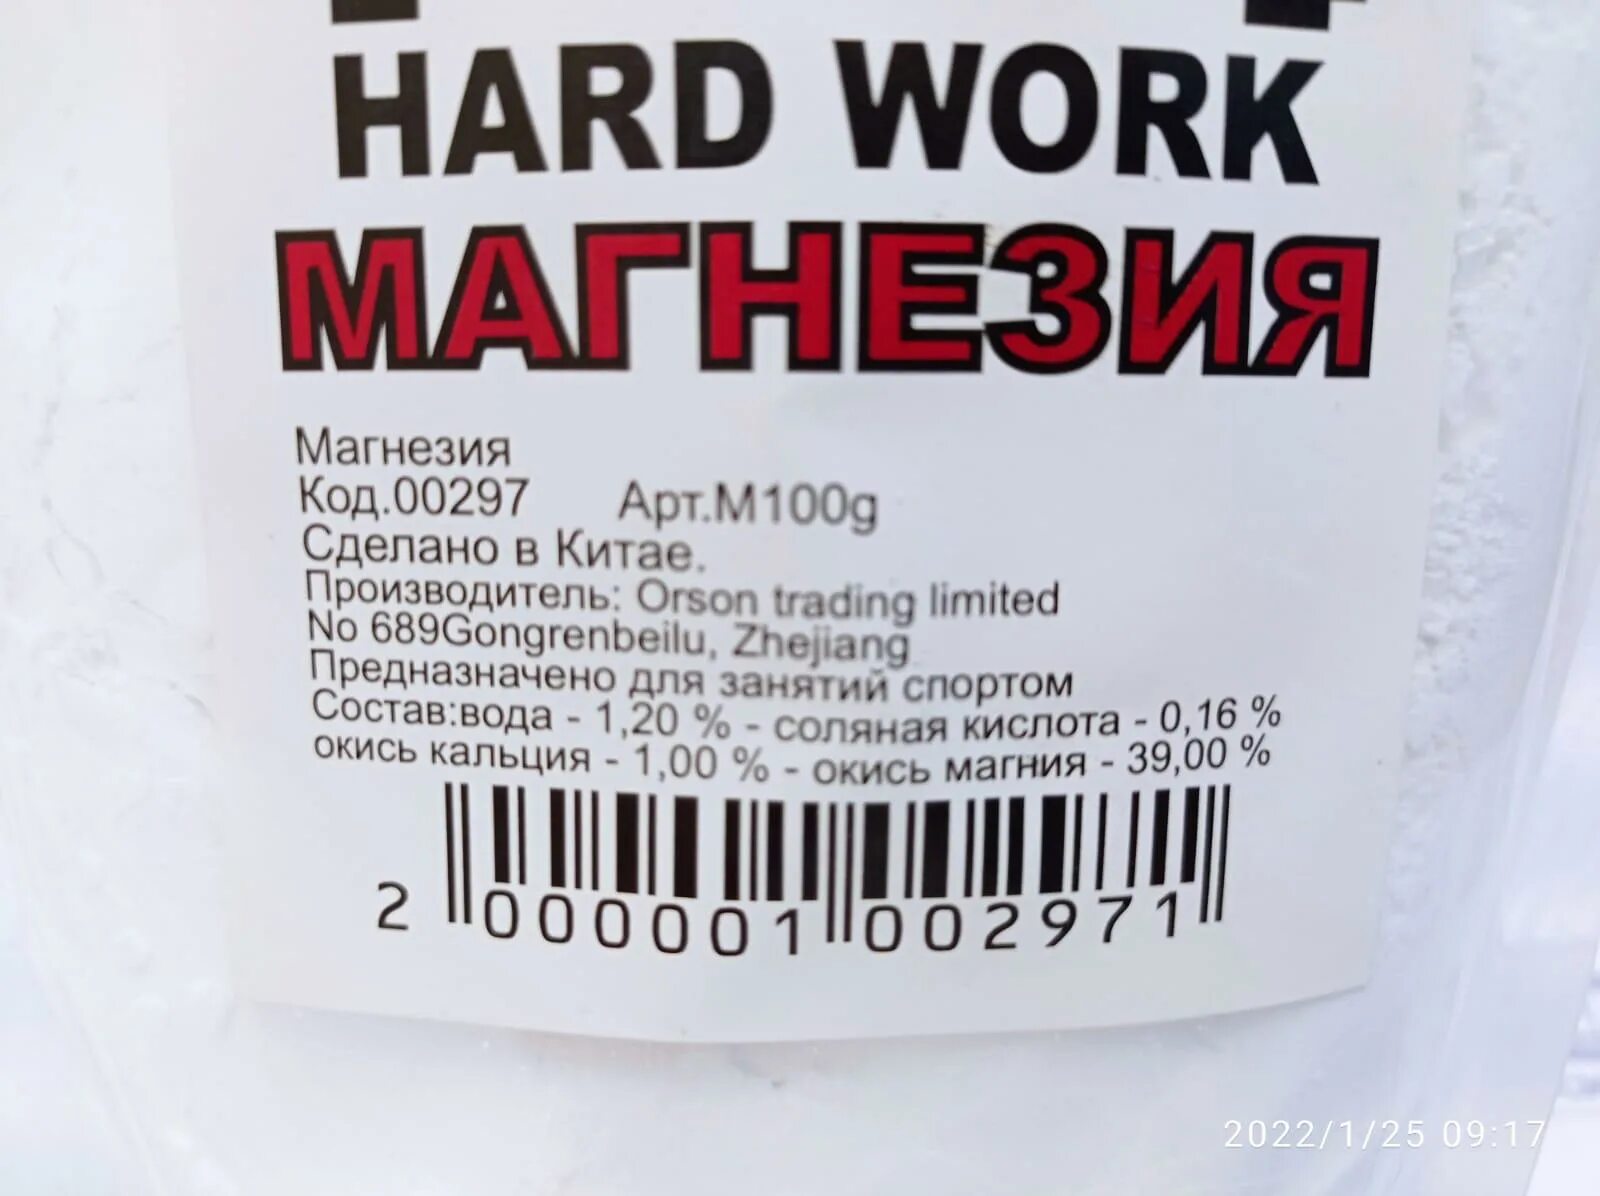 HARD WORK
МАГНЕЗИЯ
Магнезия
Код.00297 Арт.М100g
Сделано в Китае.
Производитель: Orson trading limited
No 689Gongrenbeilu, Zhejiang
Предназначено для занятий спортом
Состав:вода - 1,20 % - соляная кислота - 0,16 %
окись кальция - 1,00 % - окись магния - 39,00 %
2 000001 002971
2022/1/25 09:17